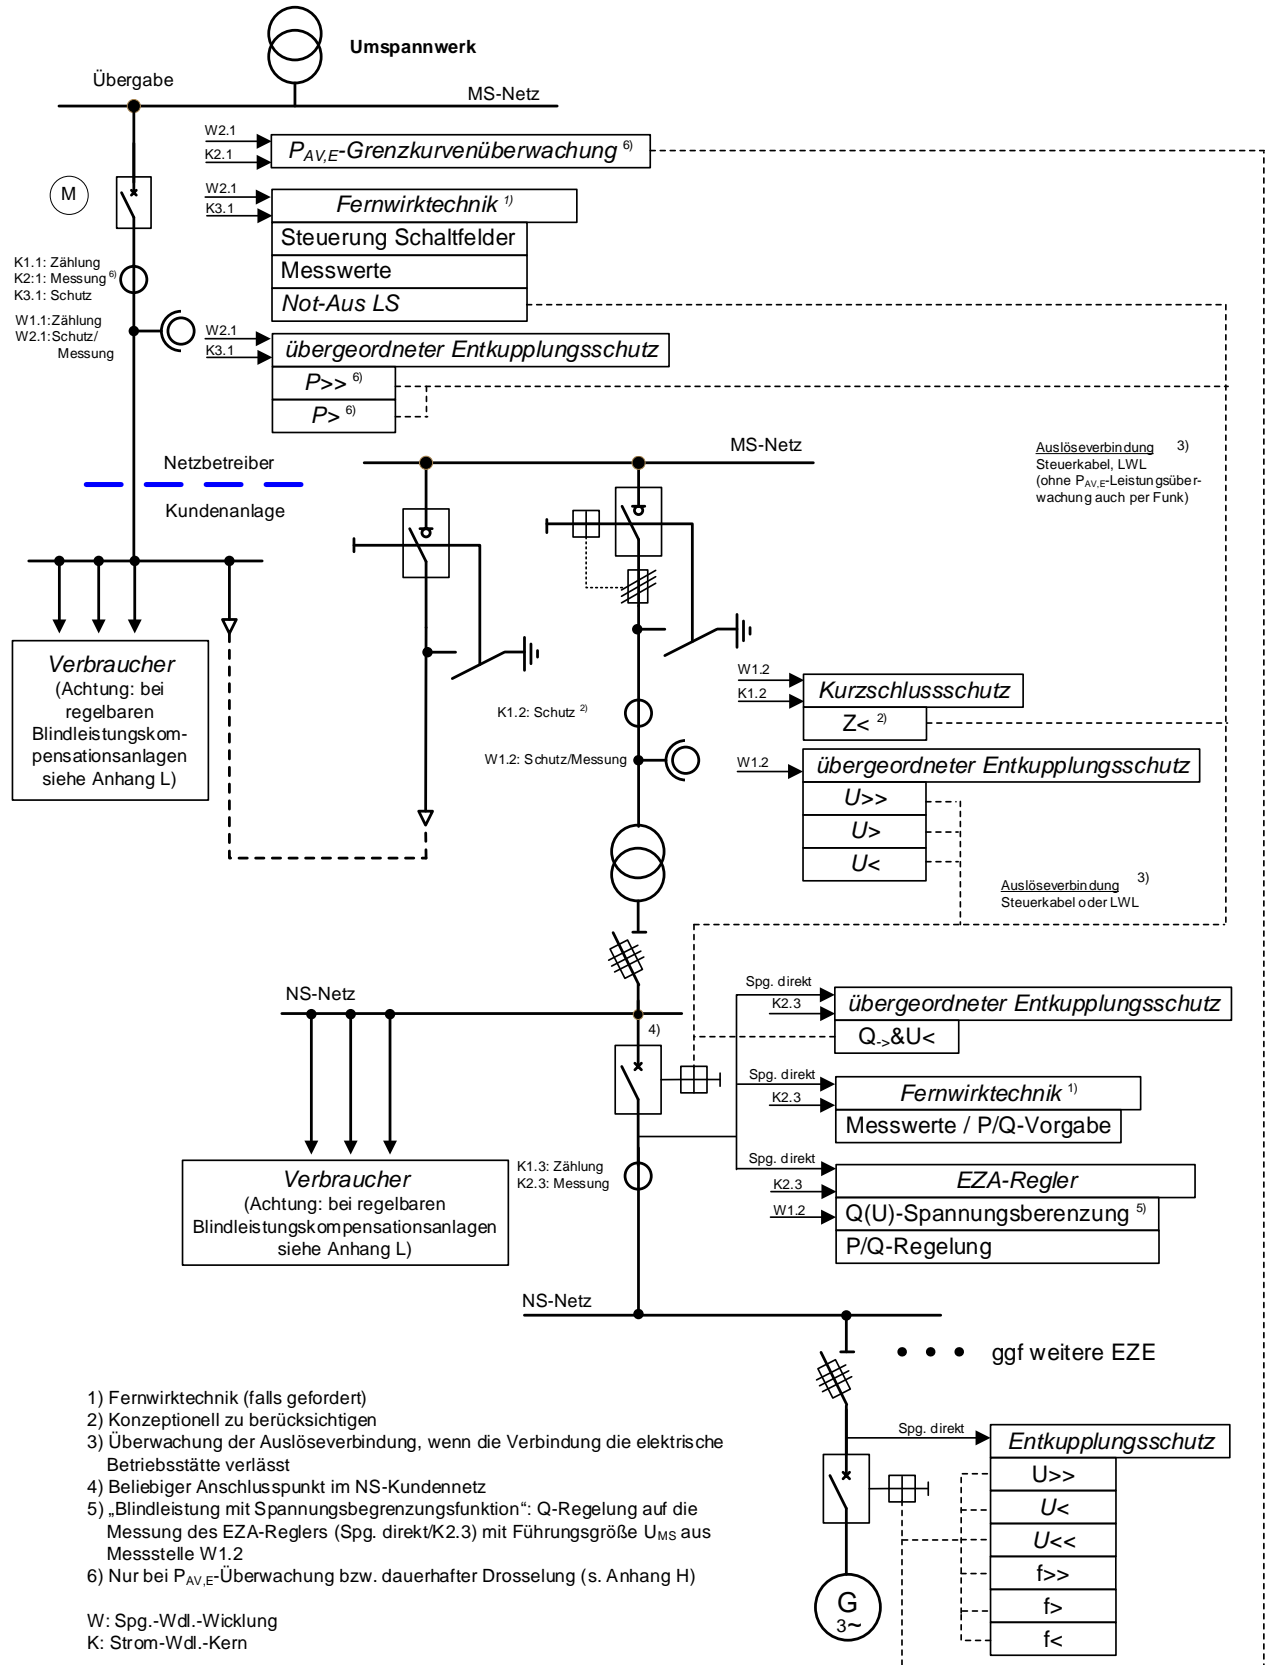 Umspannwerk
Übergabe
MS-Netz
W2.1
K2.1
P_AV,E-Grenzkurvenüberwachung 6)
M
W2.1
K3.1
Fernwirktechnik 1)
Steuerung Schaltfelder
Messwerte
Not-Aus LS
K1.1: Zählung
K2:1: Messung 6)
K3.1: Schutz
W1.1:Zählung
W2.1:Schutz/
Messung
W2.1
K3.1
übergeordneter Entkupplungsschutz
P>> 6)
P> 6)
MS-Netz
Auslöseverbindung 3)
Steuerkabel, LWL
(ohne P_AV,E-Leistungsüber-
wachung auch per Funk)
Netzbetreiber
Kundenanlage
Verbraucher
(Achtung: bei
regelbaren
Blindleistungskom-
pensationsanlagen
siehe Anhang L)
K1.2: Schutz 2)
W1.2: Schutz/Messung
W1.2
K1.2
Kurzschlussschutz
Z< 2)
W1.2
übergeordneter Entkupplungsschutz
U>>
U>
U<
Auslöseverbindung 3)
Steuerkabel oder LWL
NS-Netz
4)
Spg. direkt
K2.3
übergeordneter Entkupplungsschutz
Q->&U<
Spg. direkt
K2.3
Fernwirktechnik 1)
Messwerte / P/Q-Vorgabe
Spg. direkt
K2.3
W1.2
EZA-Regler
Q(U)-Spannungsberenzung 5)
P/Q-Regelung
Verbraucher
(Achtung: bei regelbaren
Blindleistungskompensationsanlagen
siehe Anhang L)
K1.3: Zählung
K2.3: Messung
NS-Netz
• • • ggf weitere EZE
Spg. direkt
Entkupplungsschutz
U>>
U<
U<<
f>>
f>
f<
G
3~
1) Fernwirktechnik (falls gefordert)
2) Konzeptionell zu berücksichtigen
3) Überwachung der Auslöseverbindung, wenn die Verbindung die elektrische
Betriebsstätte verlässt
4) Beliebiger Anschlusspunkt im NS-Kundennetz
5) „Blindleistung mit Spannungsbegrenzungsfunktion“: Q-Regelung auf die
Messung des EZA-Reglers (Spg. direkt/K2.3) mit Führungsgröße U_MS aus
Messstelle W1.2
6) Nur bei P_AV,E-Überwachung bzw. dauerhafter Drosselung (s. Anhang H)
W: Spg.-Wdl.-Wicklung
K: Strom-Wdl.-Kern